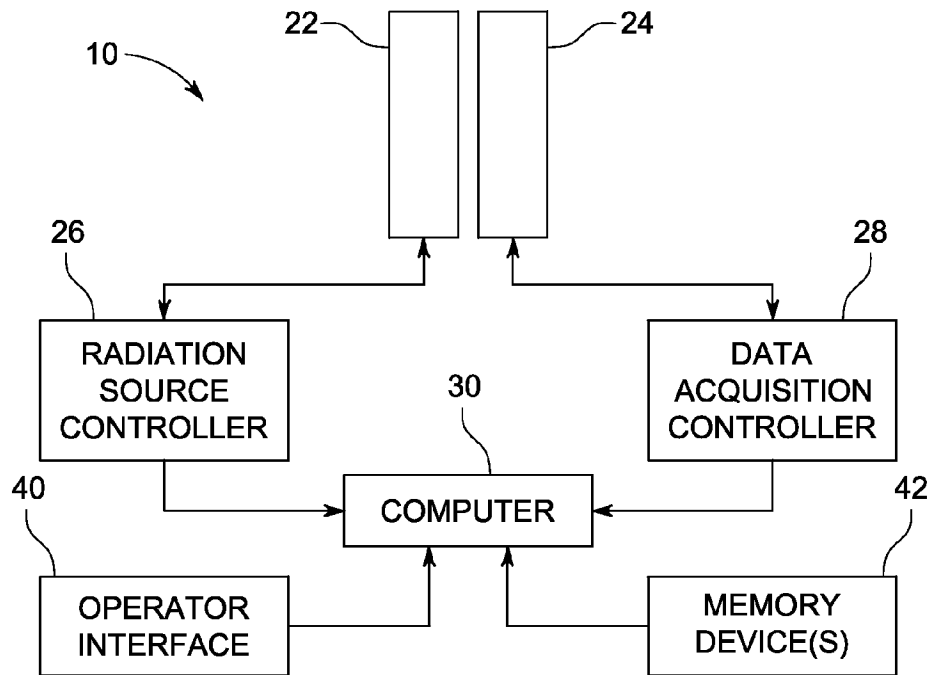 22
24
10
26
28
RADIATION
SOURCE
CONTROLLER
DATA
ACQUISITION
CONTROLLER
30
40
42
COMPUTER
OPERATOR
INTERFACE
MEMORY
DEVICE(S)